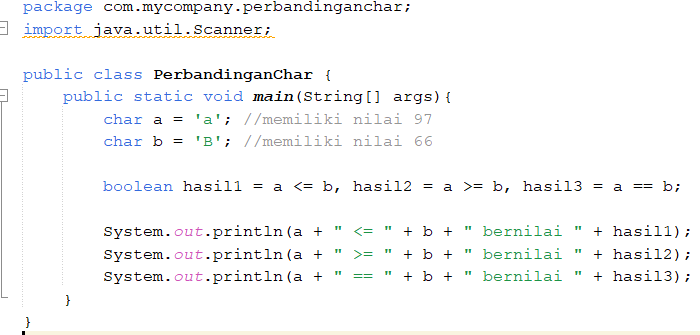 package com.mycompany.perbandinganchar;
import java.util.Scanner;
public class PerbandinganChar {
public static void main(String[] args){
char a = 'a'; //memiliki nilai 97
char b = 'B'; //memiliki nilai 66
boolean hasil1 = a <= b, hasil2 = a >= b, hasil3 = a == b;
System.out.println(a + " <= " + b + " bernilai " + hasil1);
System.out.println(a + " >= " + b + " bernilai " + hasil2);
System.out.println(a + " == " + b + " bernilai " + hasil3);
}
}